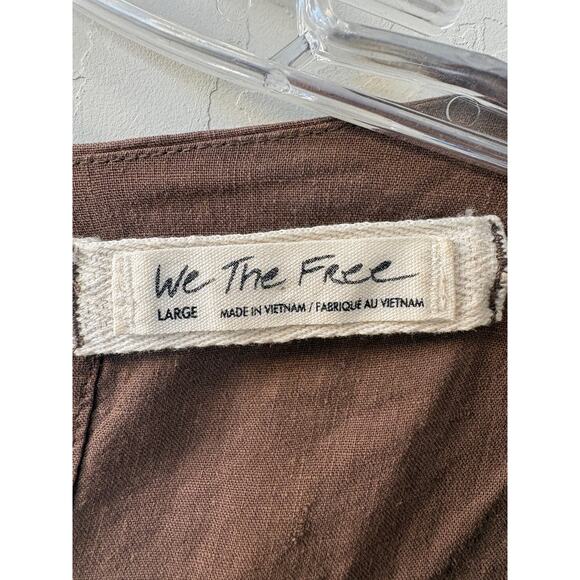 We The Free
LARGE MADE IN VIETNAM / FABRIQUÉ AU VIETNAM